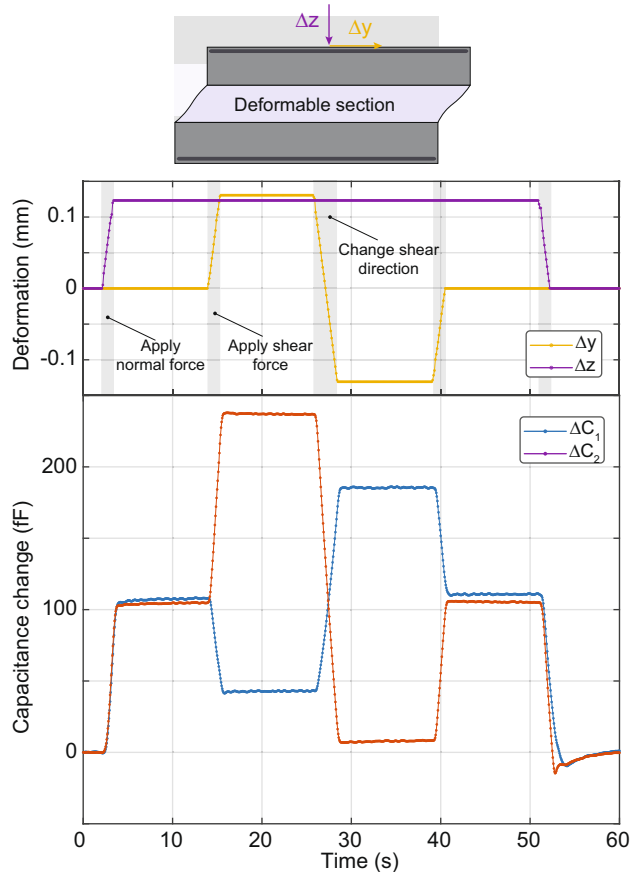 Δz
Δy
Deformable section
Deformation (mm)
0.1
0
-0.1
Change shear
direction
Apply
normal force
Apply shear
force
Δy
Δz
Capacitance change (fF)
200
100
0
ΔC₁
ΔC₂
0
10
20
30
40
50
60
Time (s)